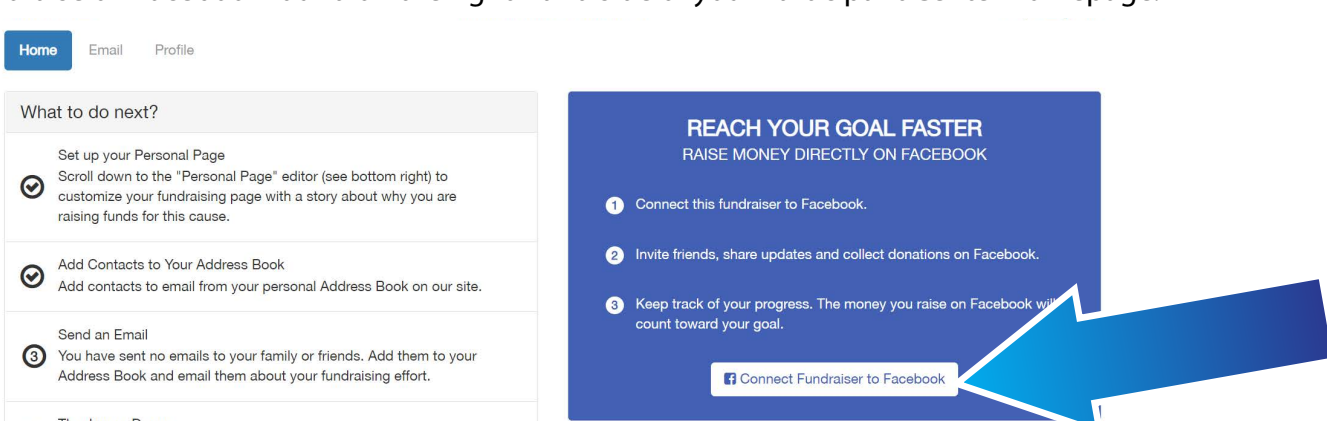 Home Email Profile
What to do next?
Set up your Personal Page
Scroll down to the "Personal Page" editor (see bottom right) to
customize your fundraising page with a story about why you are
raising funds for this cause.
Add Contacts to Your Address Book
Add contacts to email from your personal Address Book on our site.
3
Send an Email
You have sent no emails to your family or friends. Add them to your
Address Book and email them about your fundraising effort.
REACH YOUR GOAL FASTER
RAISE MONEY DIRECTLY ON FACEBOOK
1 Connect this fundraiser to Facebook.
2 Invite friends, share updates and collect donations on Facebook.
3 Keep track of your progress. The money you raise on Facebook will
count toward your goal.
Connect Fundraiser to Facebook